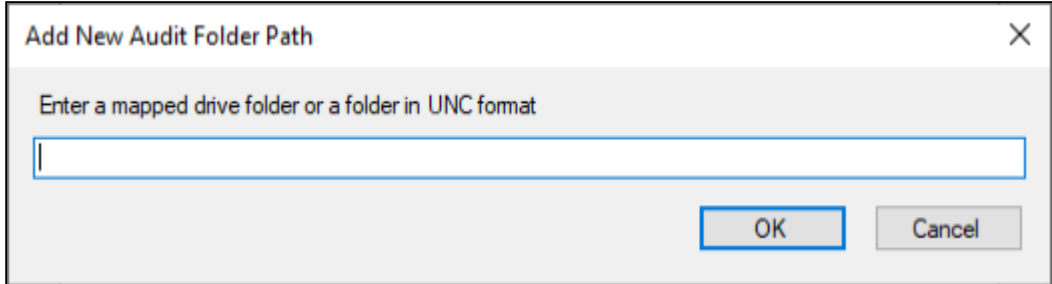 Add New Audit Folder Path
Enter a mapped drive folder or a folder in UNC format
OK Cancel